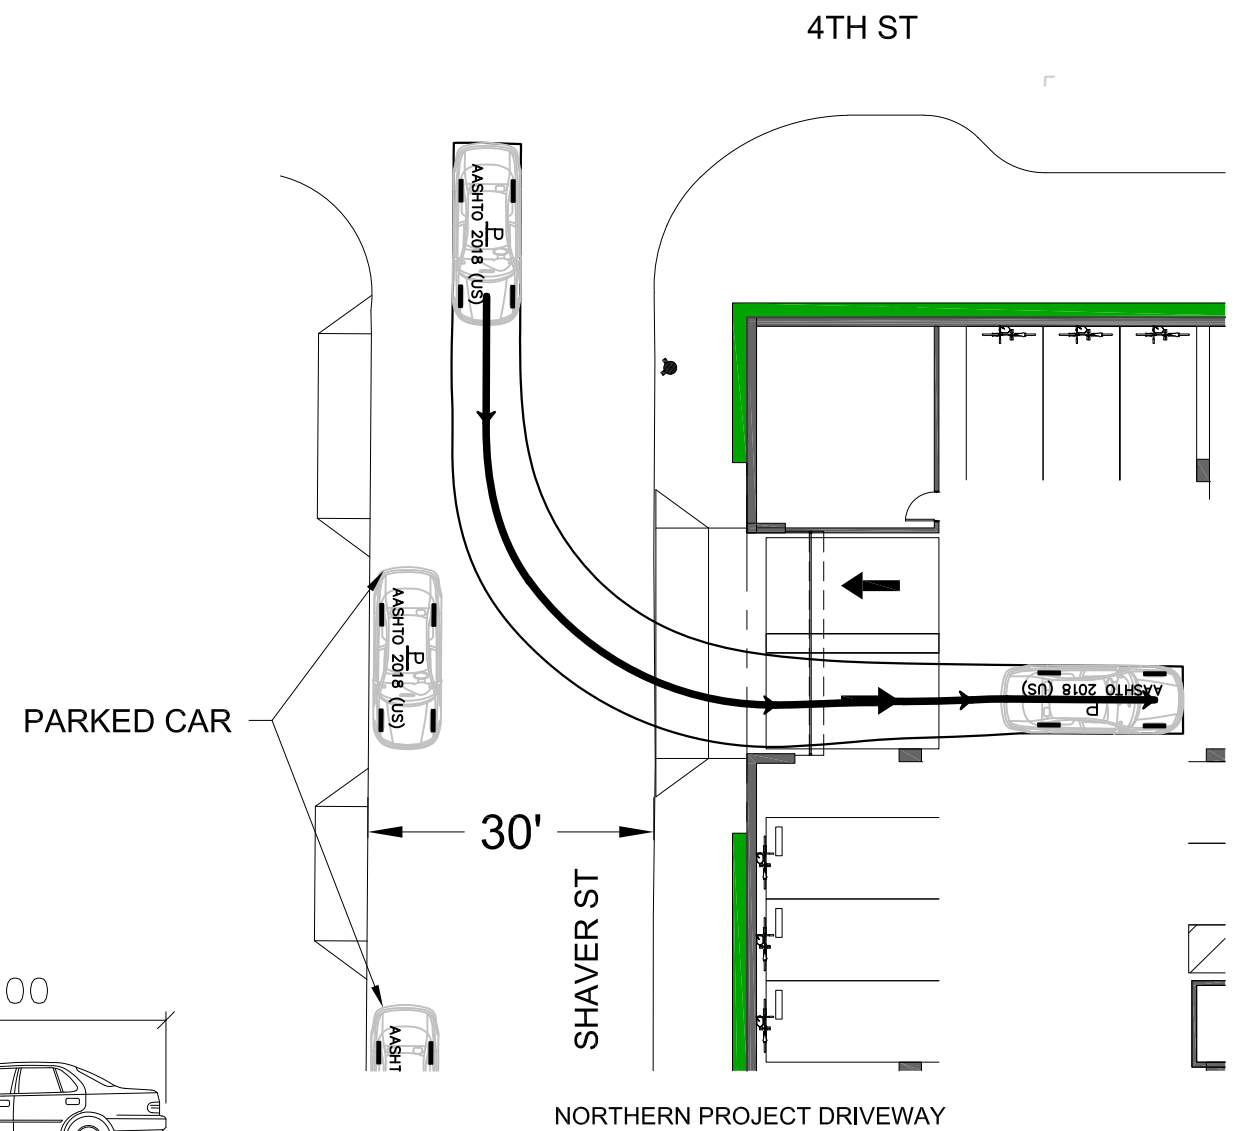 4TH ST
AASHTO 2018 (US)
P
AASHTO 2018 (US)
P
AASHTO 2018 (US)
P
PARKED CAR
30'
SHAVER ST
00
AASHT
NORTHERN PROJECT DRIVEWAY